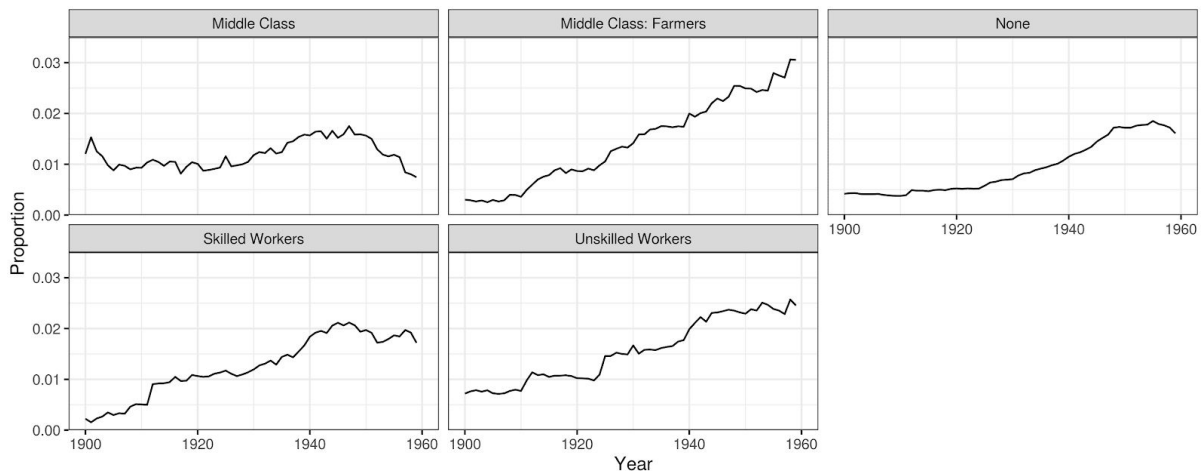 Middle Class
Middle Class: Farmers
None
0.03
0.02
0.01
0.00
1900
1920
1940
1960
Proportion
Skilled Workers
Unskilled Workers
0.03
0.02
0.01
0.00
1900
1920
1940
1960
1900
1920
1940
1960
Year